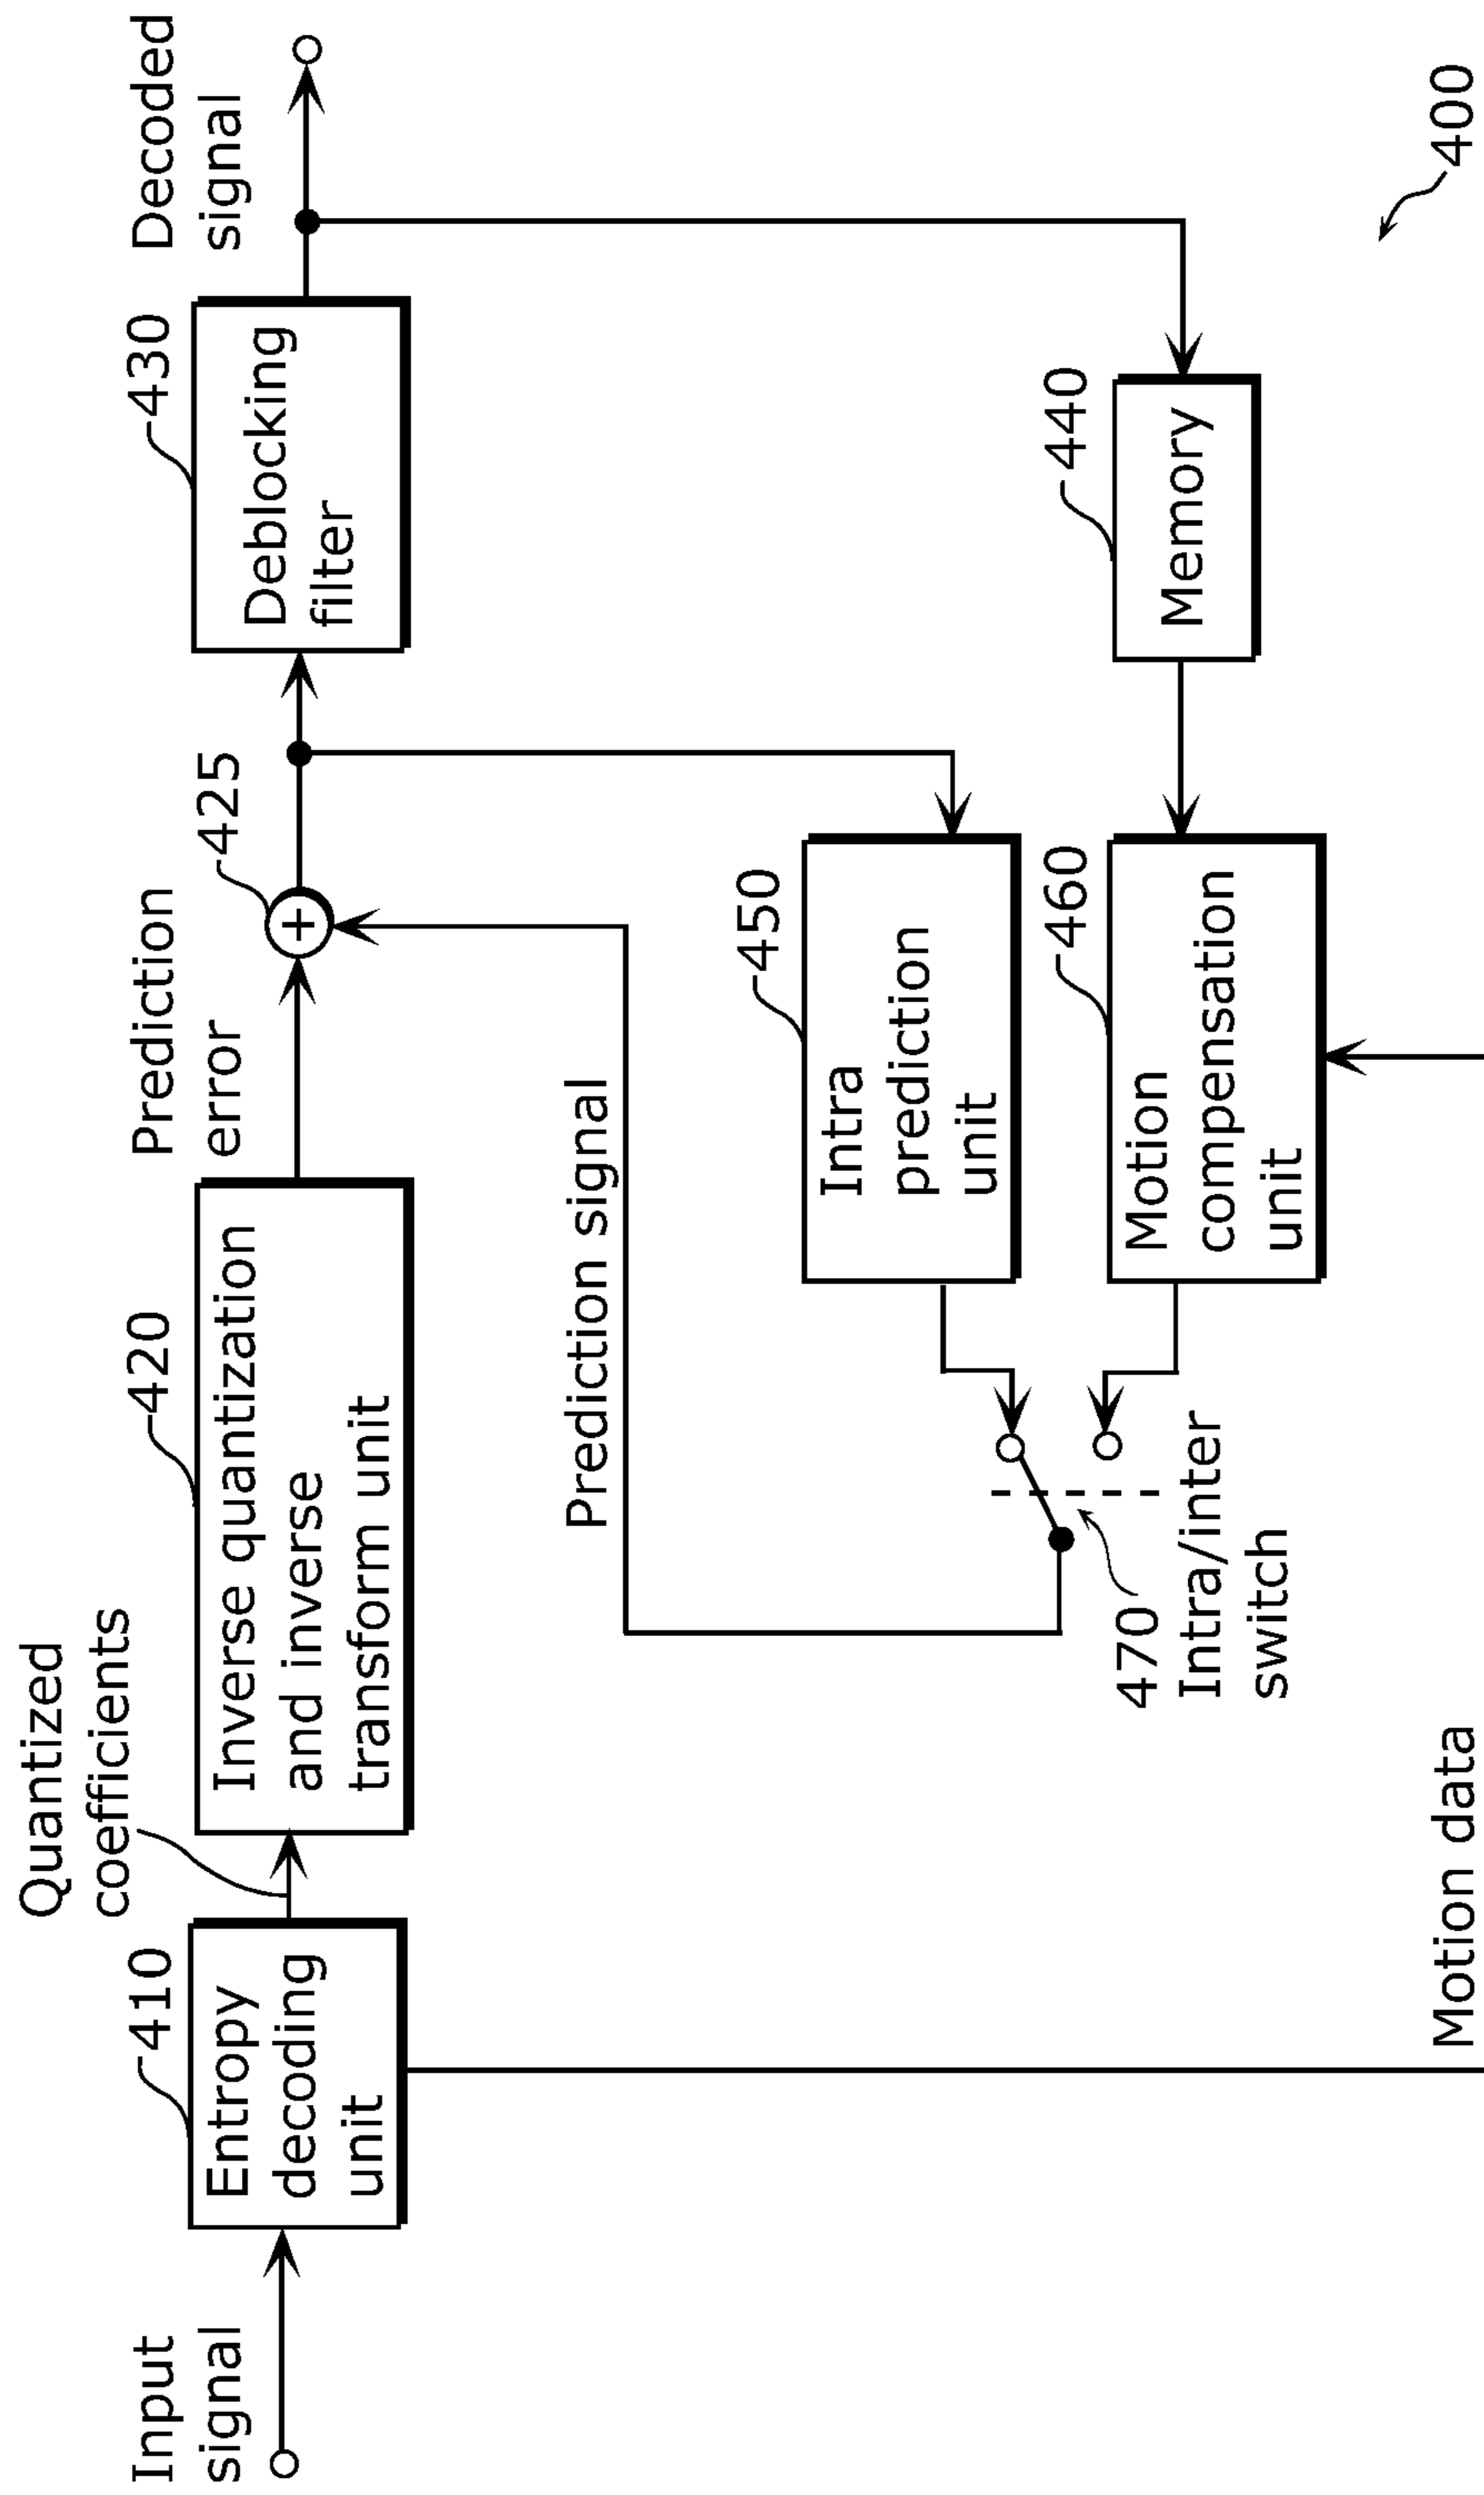 Input
signal
410
Entropy
decoding
unit
Quantized
coefficients
420
Inverse quantization
and inverse
transform unit
Prediction
error
425
+
430
Deblocking
filter
Decoded
signal
Prediction signal
450
Intra
prediction
unit
440
Memory
460
Motion
compensation
unit
470
Intra/inter
switch
Motion data
400